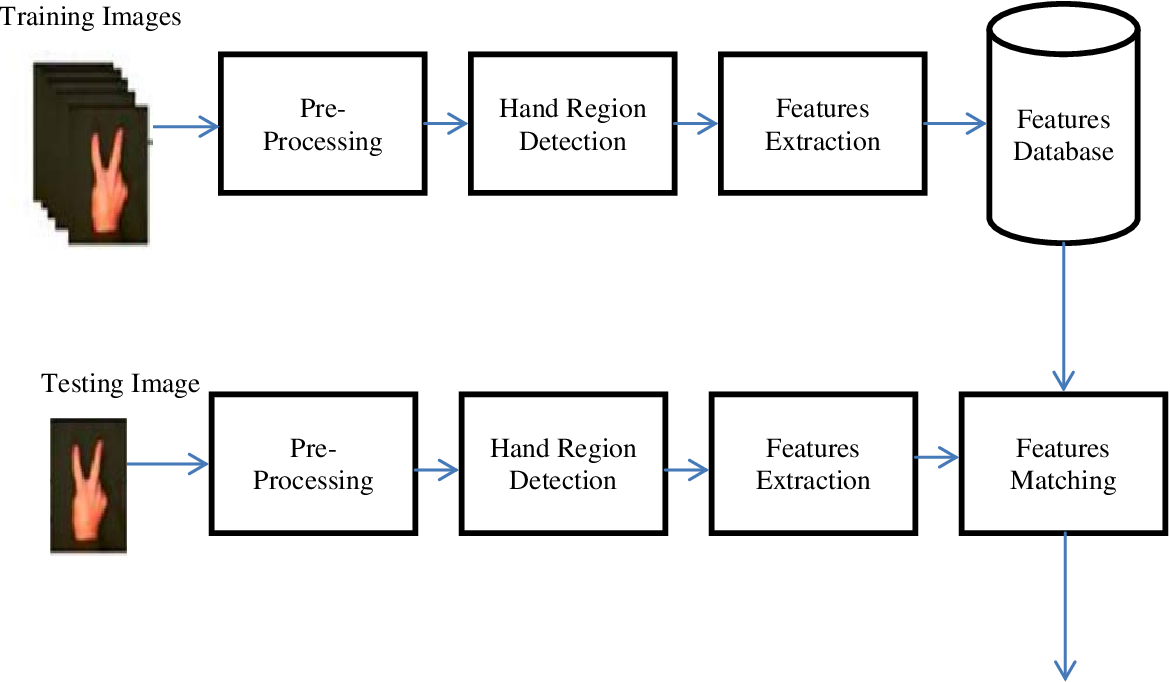 Training Images
Pre-
Processing
Hand Region
Detection
Features
Extraction
Features
Database
Testing Image
Pre-
Processing
Hand Region
Detection
Features
Extraction
Features
Matching